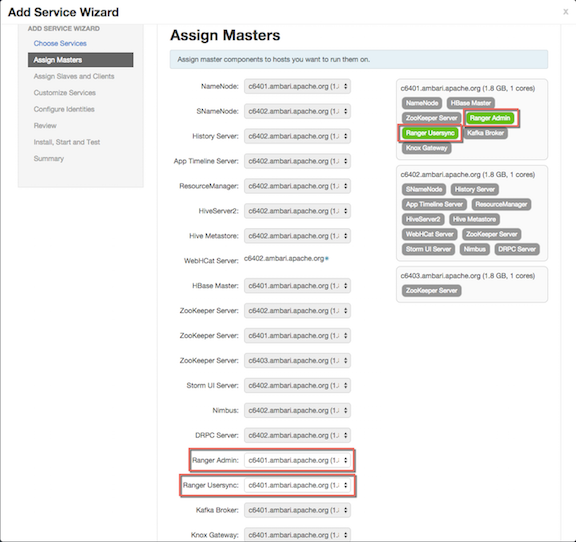 Add Service Wizard
x
ADD SERVICE WIZARD
Choose Services
Assign Masters
Assign Slaves and Clients
Customize Services
Configure Identities
Review
Install, Start and Test
Summary
Assign Masters
Assign master components to hosts you want to run them on.
NameNode: c6401.ambari.apache.org (1.
SNameNode: c6402.ambari.apache.org (1.
History Server: c6402.ambari.apache.org (1.
App Timeline Server: c6402.ambari.apache.org (1.
ResourceManager: c6402.ambari.apache.org (1.
HiveServer2: c6402.ambari.apache.org (1.
Hive Metastore: c6402.ambari.apache.org (1.
WebHCat Server: c6402.ambari.apache.org*
HBase Master: c6401.ambari.apache.org (1.
ZooKeeper Server: c6402.ambari.apache.org (1.
ZooKeeper Server: c6401.ambari.apache.org (1.
ZooKeeper Server: c6403.ambari.apache.org (1.
Storm UI Server: c6402.ambari.apache.org (1.
Nimbus: c6402.ambari.apache.org (1.
DRPC Server: c6402.ambari.apache.org (1.
Ranger Admin: c6401.ambari.apache.org (1.
Ranger Usersync: c6401.ambari.apache.org (1.
Kafka Broker: c6401.ambari.apache.org (1.
Knox Gateway: c6401.ambari.apache.org (1.
c6401.ambari.apache.org (1.8 GB, 1 cores)
NameNode HBase Master
ZooKeeper Server Ranger Admin
Ranger Usersync Kafka Broker
Knox Gateway
c6402.ambari.apache.org (1.8 GB, 1 cores)
SNameNode History Server
App Timeline Server ResourceManager
HiveServer2 Hive Metastore
WebHCat Server ZooKeeper Server
Storm UI Server Nimbus DRPC Server
c6403.ambari.apache.org (1.8 GB, 1 cores)
ZooKeeper Server